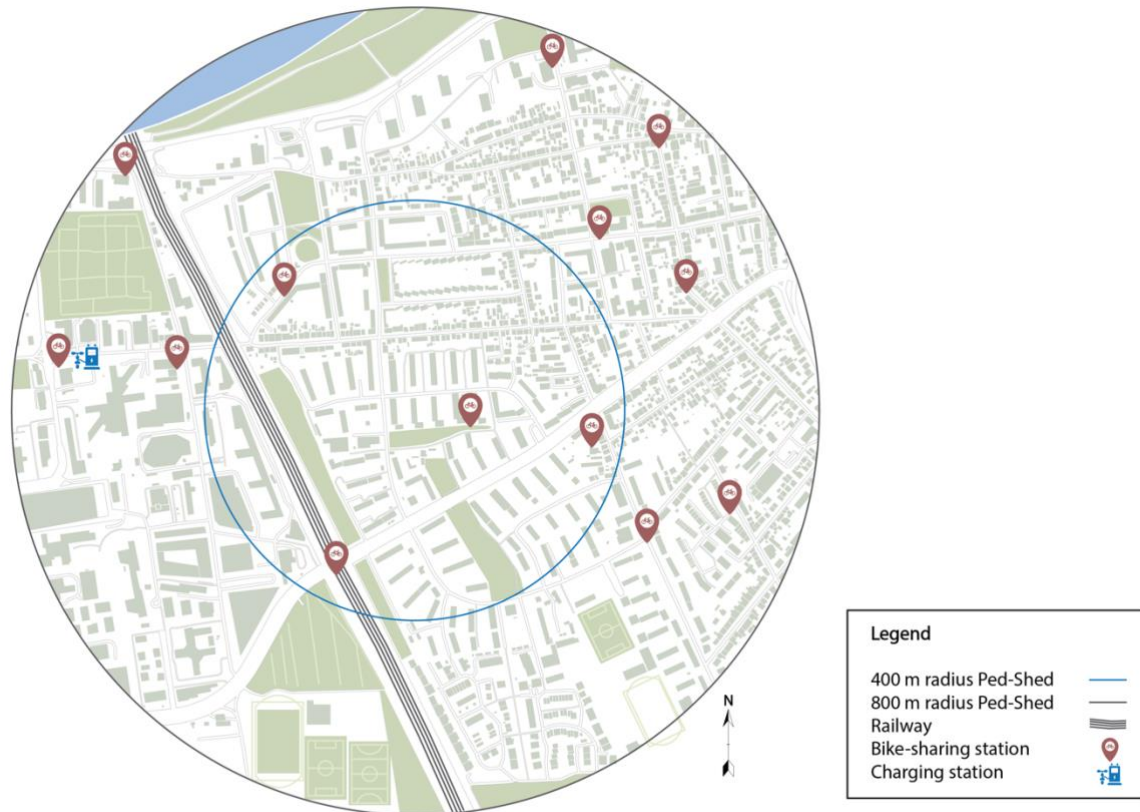 N
Legend
400 m radius Ped-Shed
800 m radius Ped-Shed
Railway
Bike-sharing station
Charging station